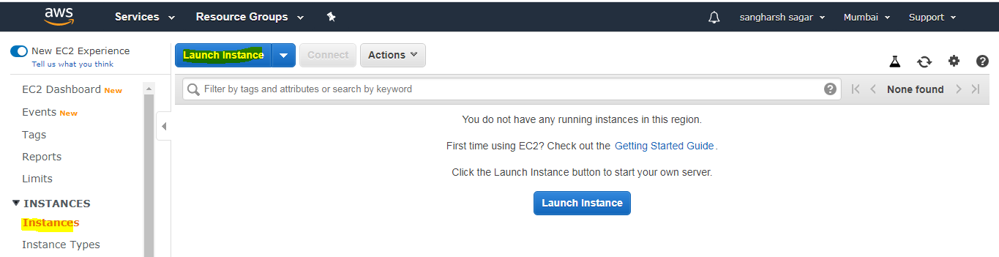 aws Services Resource Groups sangharsh sagar Mumbai Support
New EC2 Experience
Tell us what you think
Launch Instance Connect Actions
Filter by tags and attributes or search by keyword None found
EC2 Dashboard New
Events New
Tags
Reports
Limits
INSTANCES
Instances
Instance Types
You do not have any running instances in this region.
First time using EC2? Check out the Getting Started Guide.
Click the Launch Instance button to start your own server.
Launch Instance